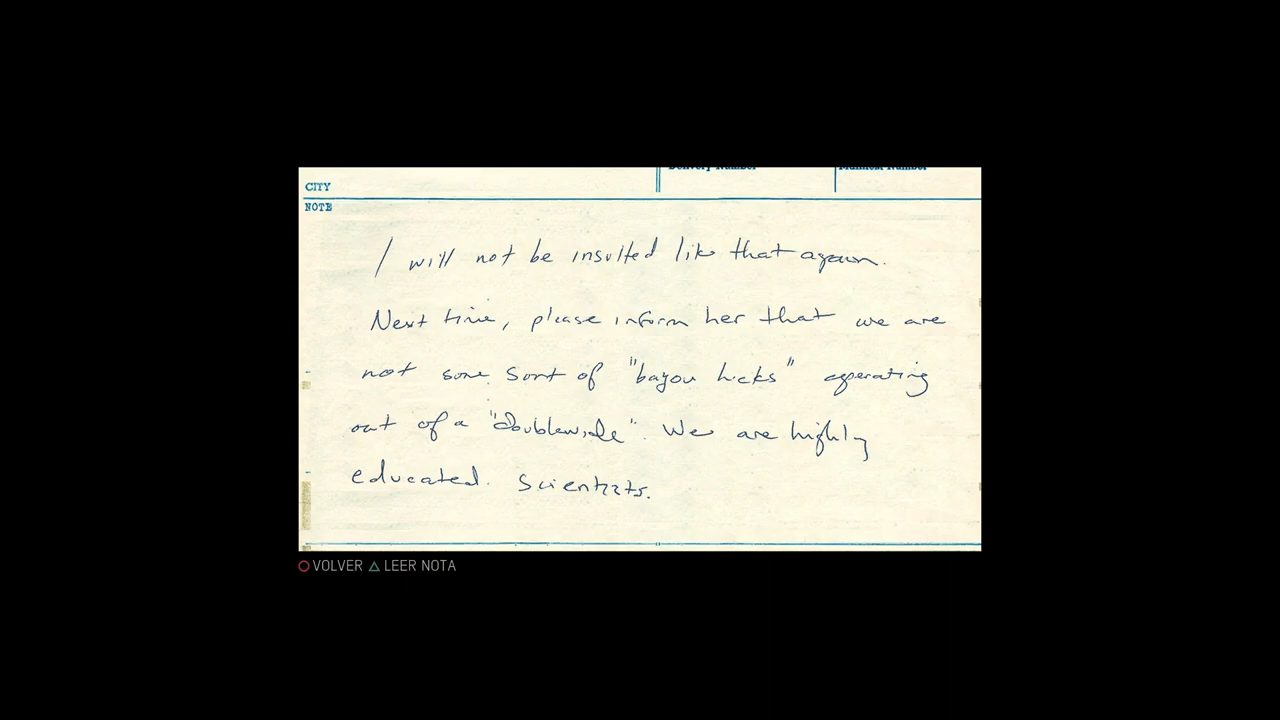 CITY
NOTE
I will not be insulted like that again.
Next time, please inform her that we are
not some sort of "bayou hicks" operating
out of a "doublewide". We are highly
educated. Scientists.
VOLVER LEER NOTA